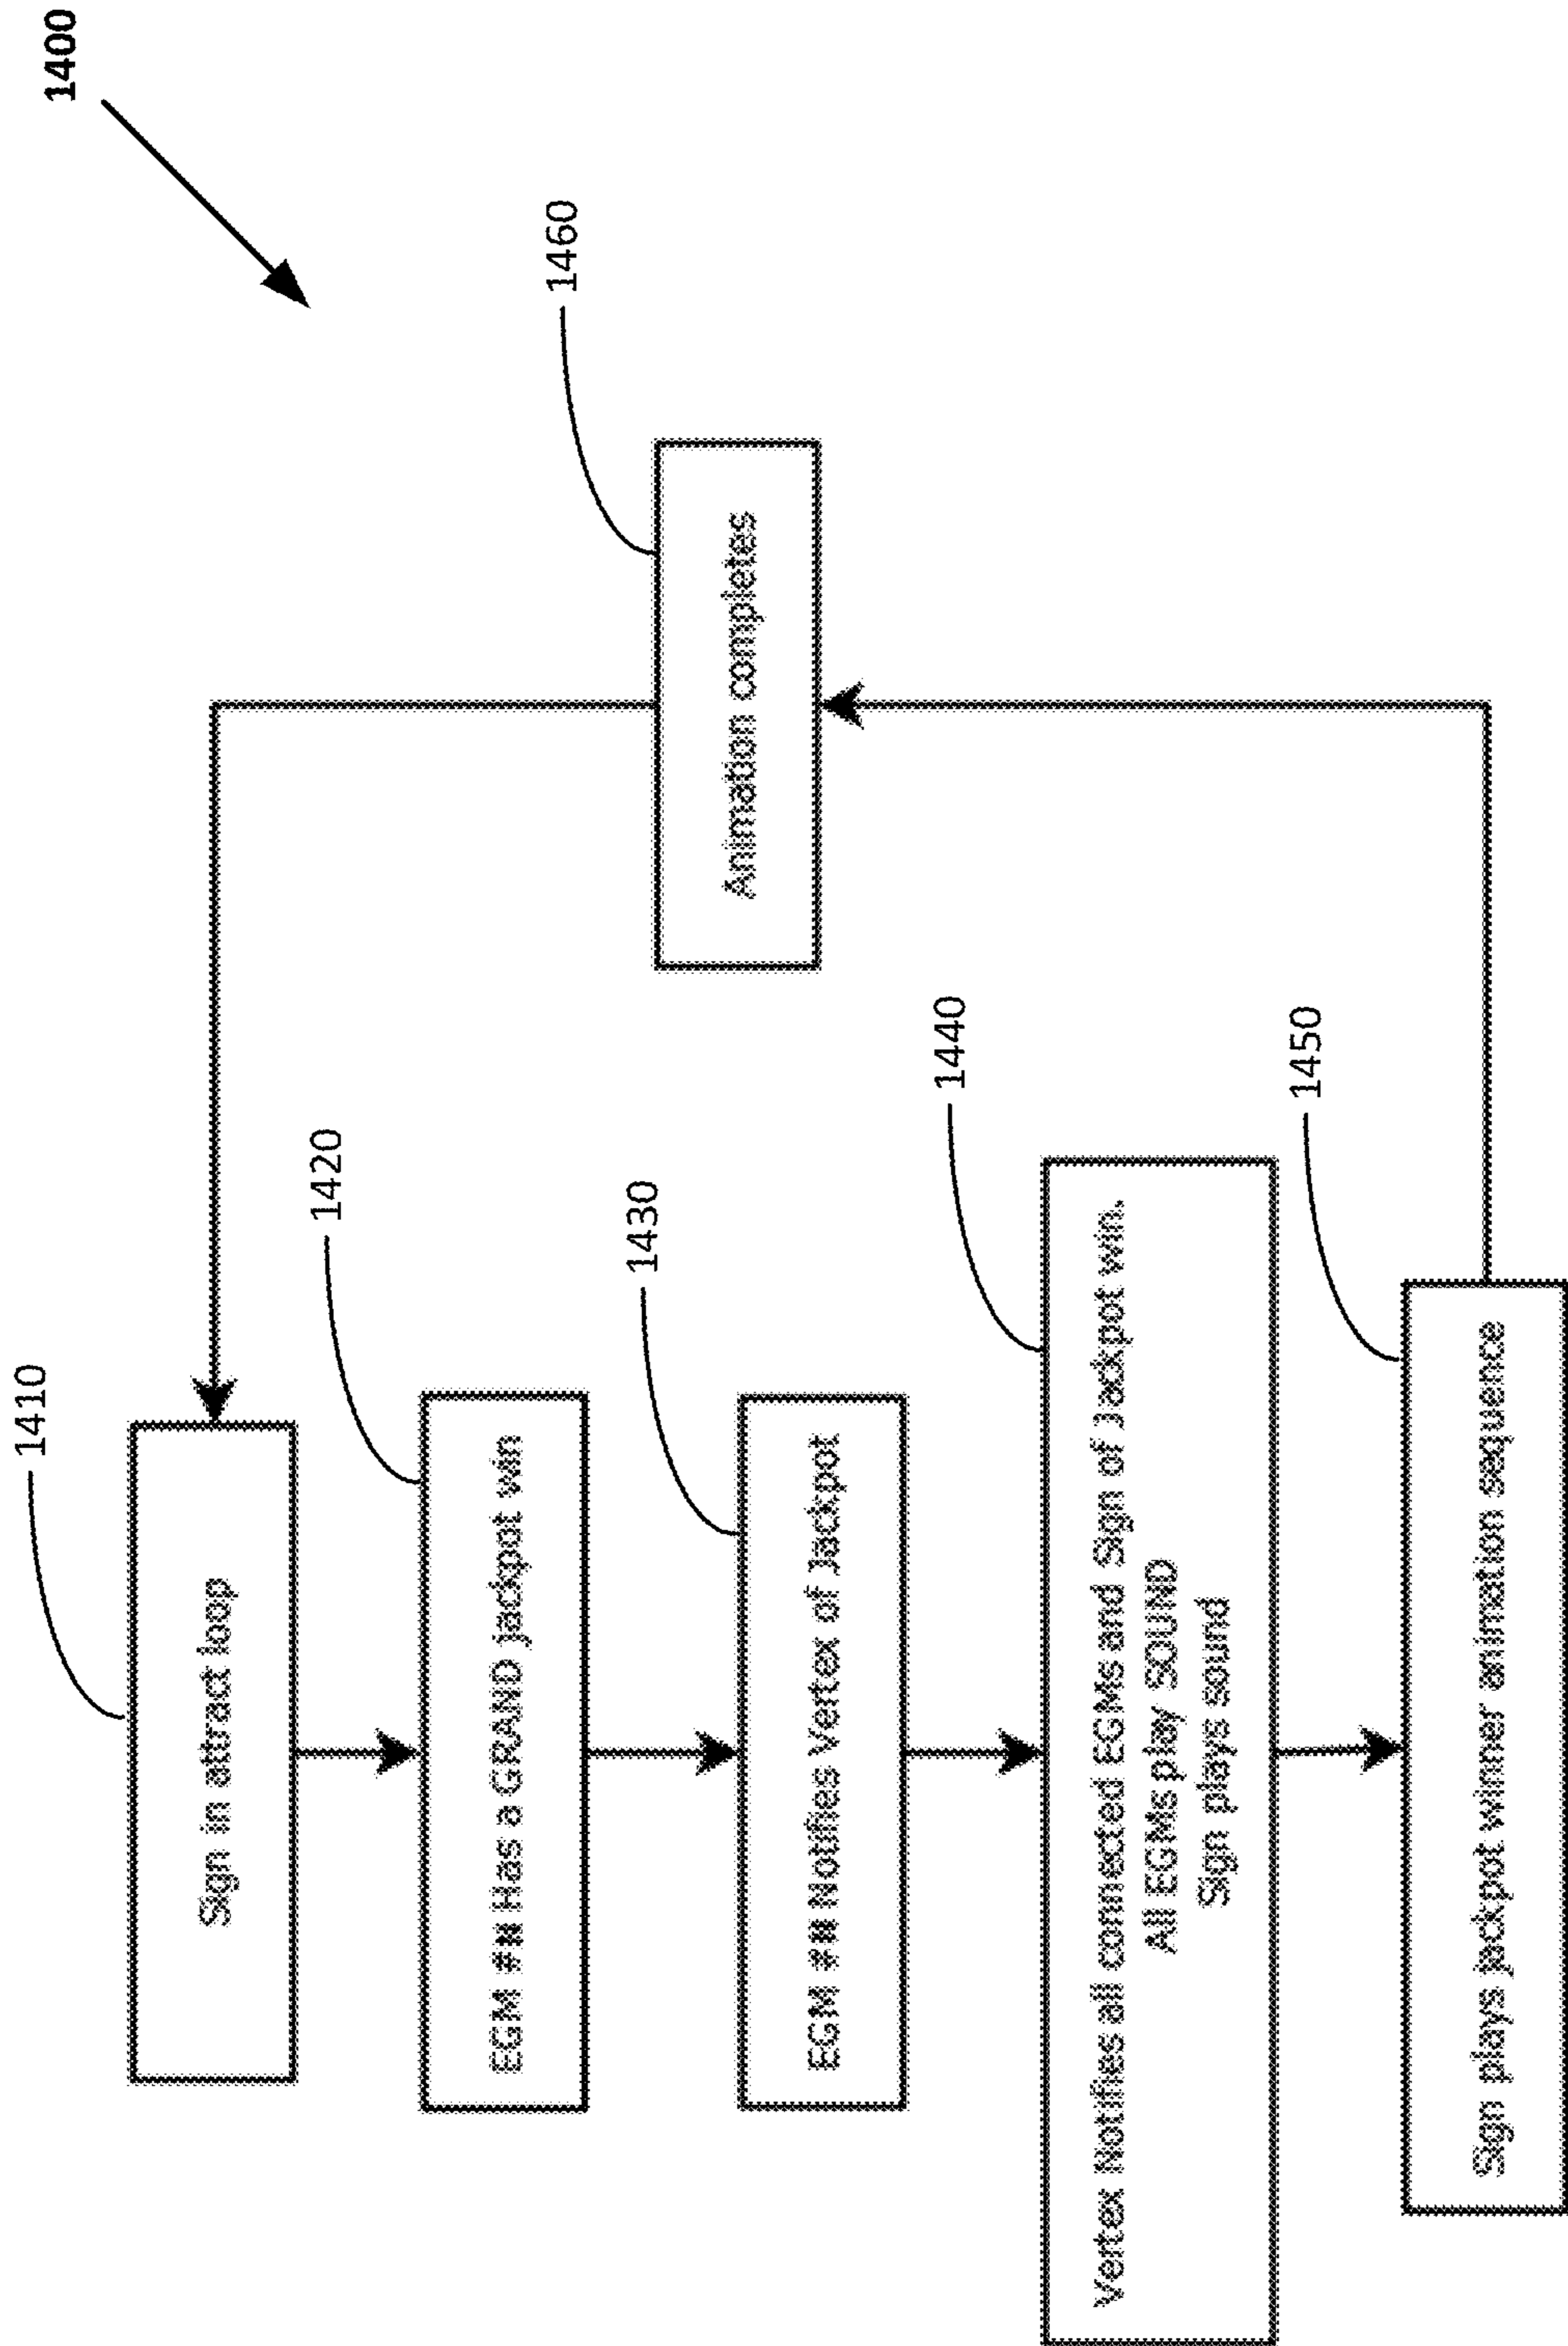 1400
1410
Sign in attract loop
1420
EGM ## Has a GRAND jackpot win
1430
EGM ## Notifies Vertex of Jackpot
1440
Vertex Notifies all connected EGMs and Sign of Jackpot win.
All EGMs play SOUND
Sign plays sound
1450
Sign plays jackpot winner animation sequence
1460
Animation completes